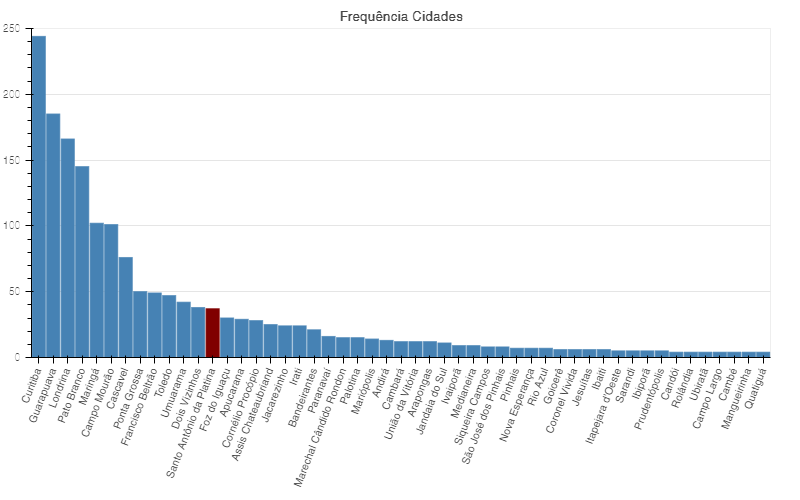 Frequência Cidades
250
200
150
100
50
0
Curitiba
Guarapuava
Londrina
Pato Branco
Maringá
Campo Mourão
Cascavel
Ponta Grossa
Francisco Beltrão
Toledo
Umuarama
Dois Vizinhos
Santo Antônio da Platina
Foz do Iguaçu
Apucarana
Cornélio Procópio
Assis Chateaubriand
Jacarezinho
Irati
Bandeirantes
Paranavaí
Marechal Cândido Rondon
Palotina
Mariópolis
Andirá
Cambará
União da Vitória
Arapongas
Jandaia do Sul
Ivaiporã
Medianeira
Siqueira Campos
São José dos Pinhais
Pinhais
Nova Esperança
Rio Azul
Goioerê
Coronel Vivida
Jesuítas
Ibaiti
Itapejara d'Oeste
Sarandi
Ibiporã
Prudentópolis
Candói
Rolândia
Ubiratã
Campo Largo
Cambé
Mangueirinha
Quatiguá